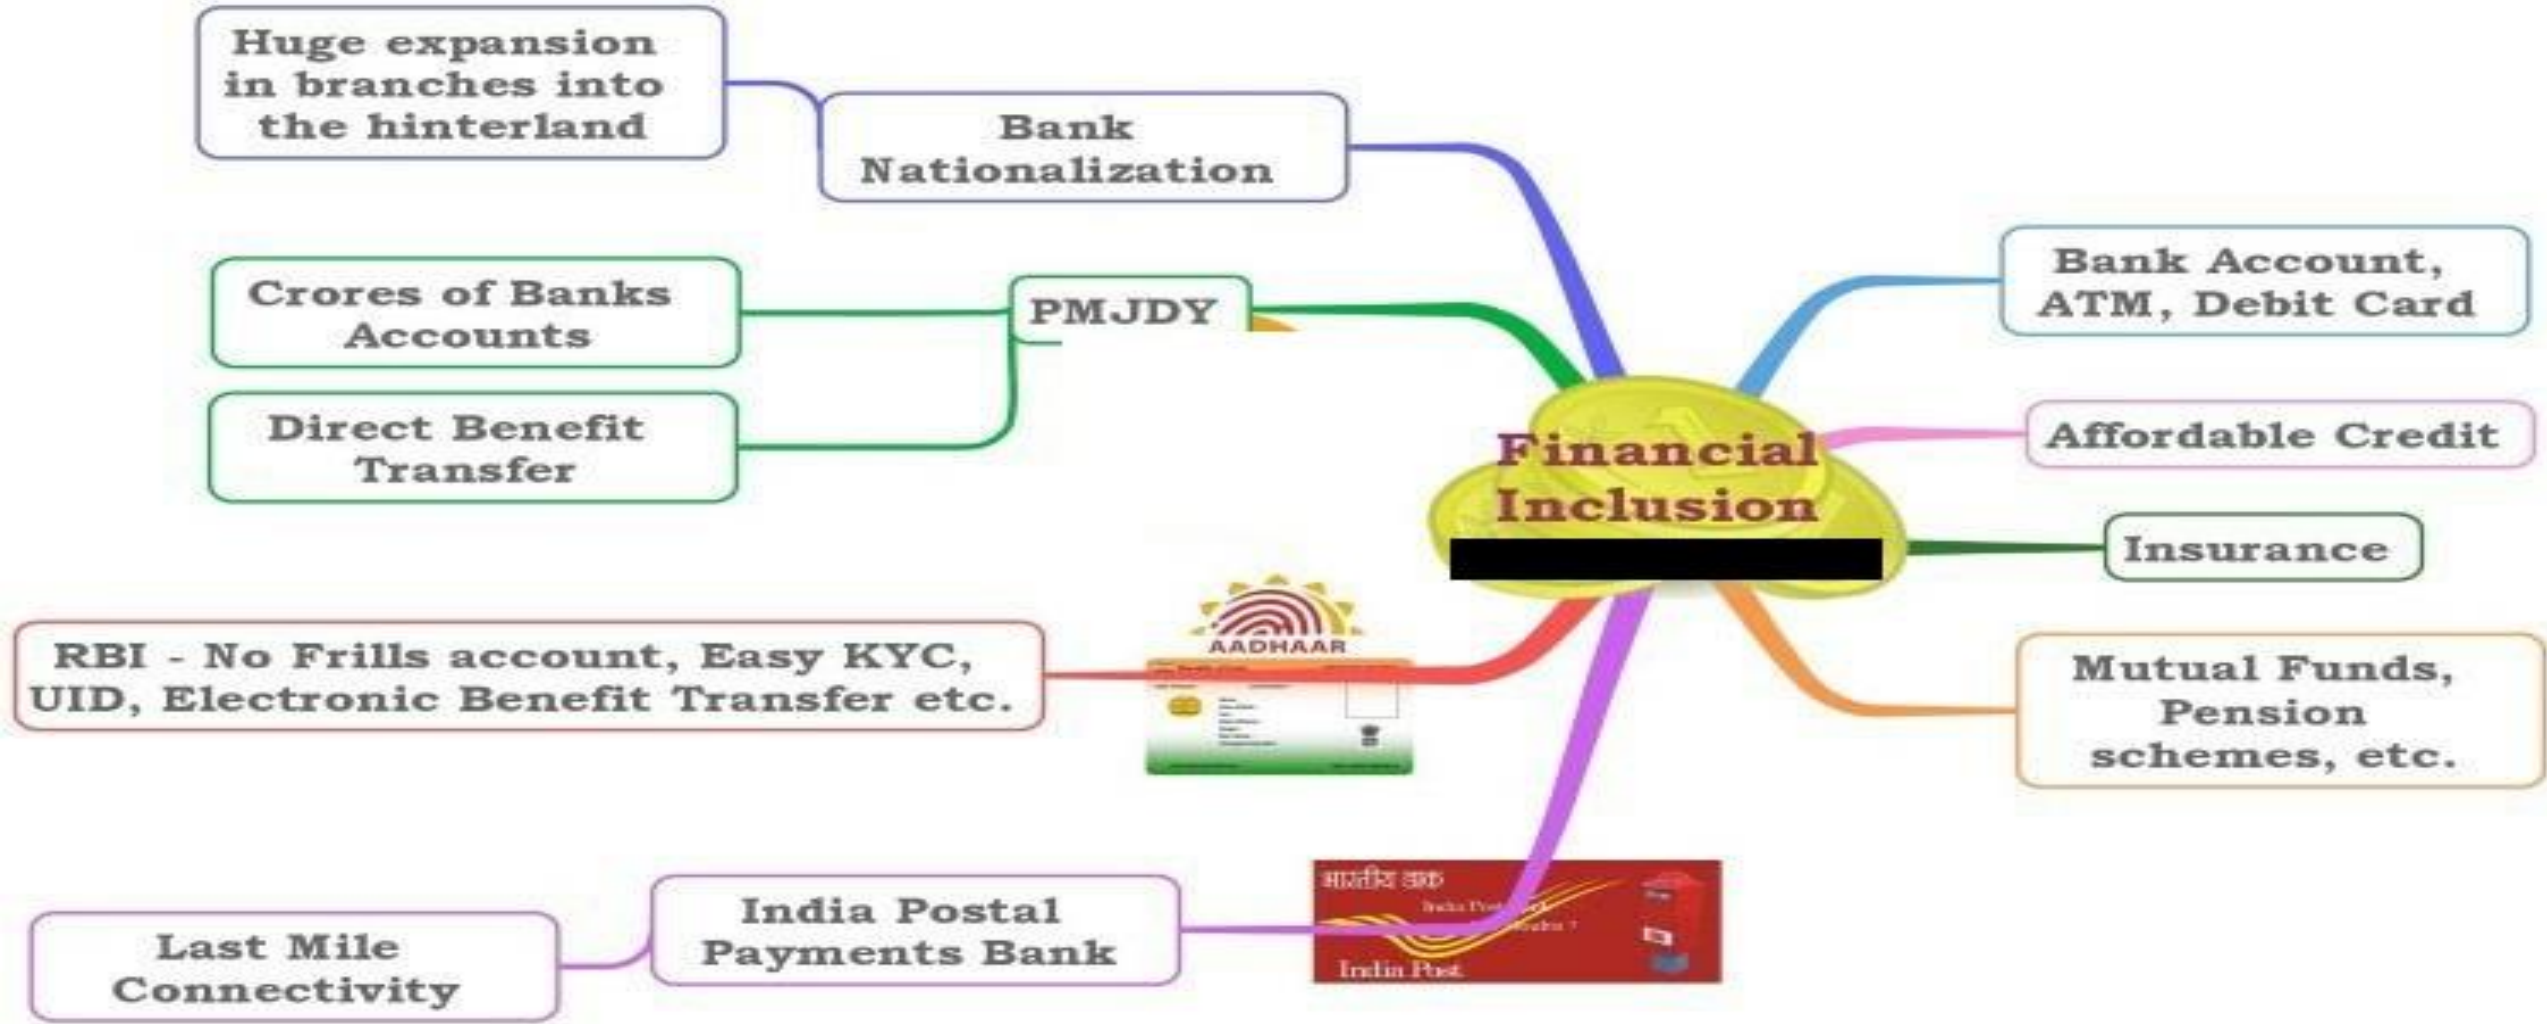 Huge expansion
in branches into
the hinterland
Bank
Nationalization
Crores of Banks
Accounts
PMJDY
Direct Benefit
Transfer
Financial
Inclusion
Bank Account,
ATM, Debit Card
Affordable Credit
Insurance
Mutual Funds,
Pension
schemes, etc.
AADHAAR
RBI - No Frills account, Easy KYC,
UID, Electronic Benefit Transfer etc.
भारतीय डाक
India Post
India Postal
Payments Bank
Last Mile
Connectivity